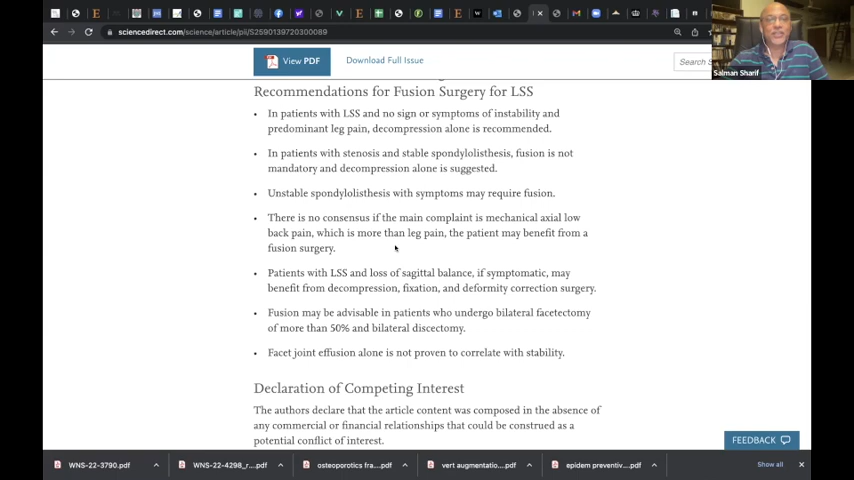 sciencedirect.com/science/article/pii/S2590139720300089
View PDF
Download Full Issue
Search S
Salman Sharif
Recommendations for Fusion Surgery for LSS
• In patients with LSS and no sign or symptoms of instability and
predominant leg pain, decompression alone is recommended.
• In patients with stenosis and stable spondylolisthesis, fusion is not
mandatory and decompression alone is suggested.
• Unstable spondylolisthesis with symptoms may require fusion.
• There is no consensus if the main complaint is mechanical axial low
back pain, which is more than leg pain, the patient may benefit from a
fusion surgery.
• Patients with LSS and loss of sagittal balance, if symptomatic, may
benefit from decompression, fixation, and deformity correction surgery.
• Fusion may be advisable in patients who undergo bilateral facetectomy
of more than 50% and bilateral discectomy.
• Facet joint effusion alone is not proven to correlate with stability.
Declaration of Competing Interest
The authors declare that the article content was composed in the absence of
any commercial or financial relationships that could be construed as a
potential conflict of interest.
FEEDBACK
WNS-22-3790.pdf
WNS-22-4298_r....pdf
osteoporotics fra....pdf
vert augmentatio....pdf
epidem preventiv....pdf
Show all